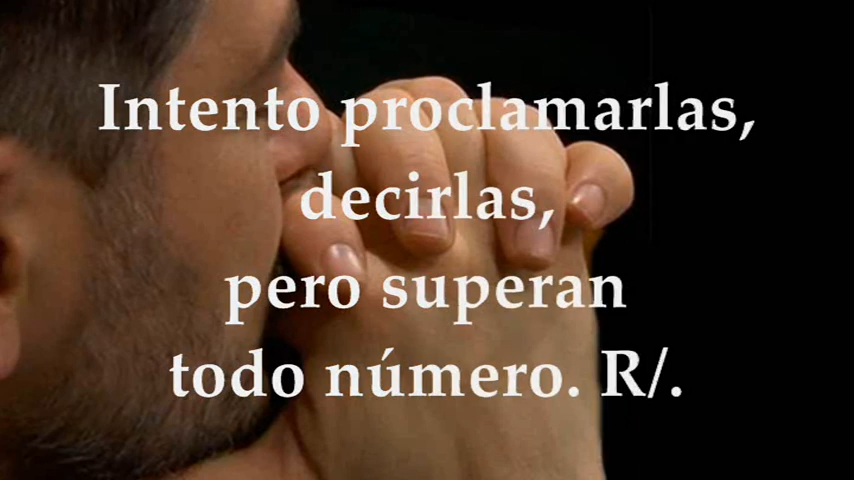 Intento proclamarlas,
decirlas,
pero superan
todo número. R/.